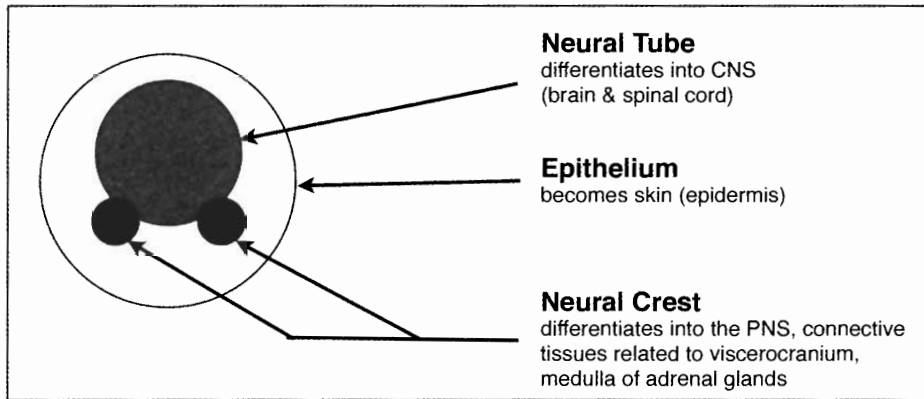 Neural Tube
differentiates into CNS
(brain & spinal cord)
Epithelium
becomes skin (epidermis)
Neural Crest
differentiates into the PNS, connective
tissues related to viscerocranium,
medulla of adrenal glands